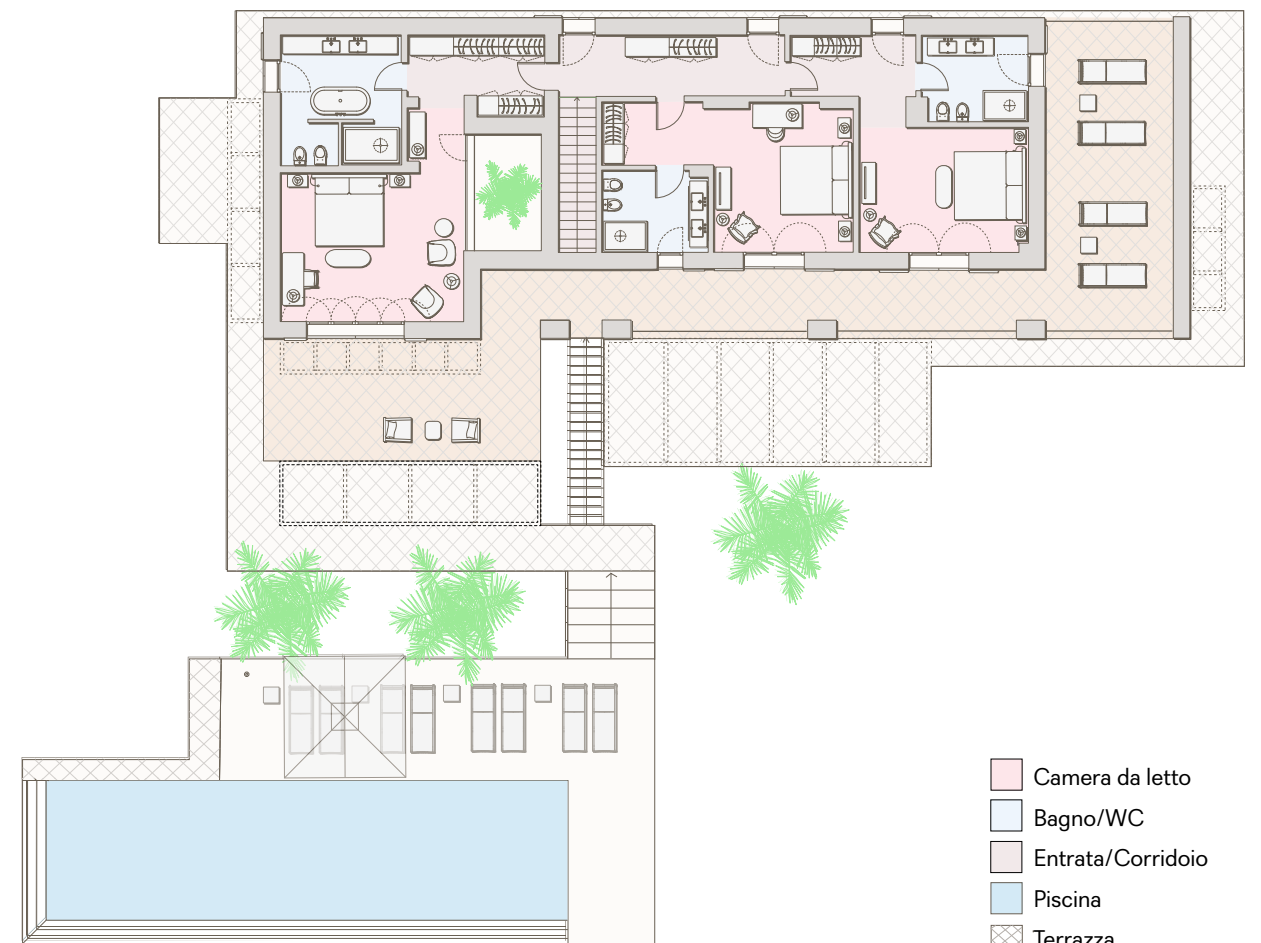 Camera da letto
Bagno/WC
Entrata/Corridoio
Piscina
Terrazza